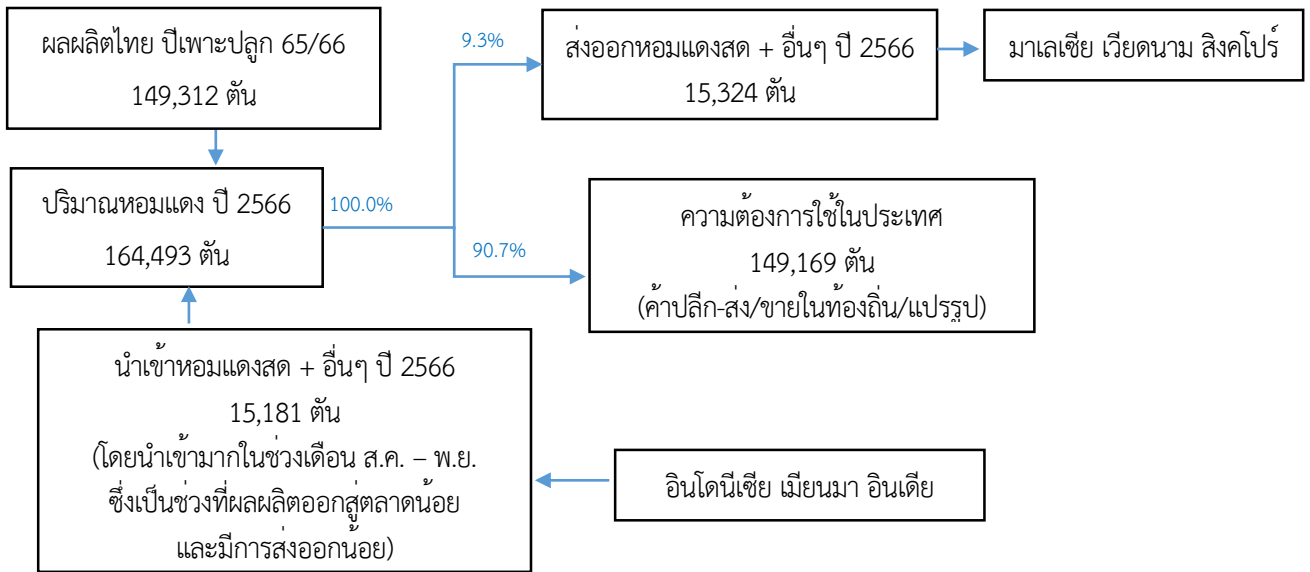 ผลผลิตไทย ปีเพาะปลูก 65/66
149,312 ตัน
9.3%
ส่งออกหอมแดงสด + อื่นๆ ปี 2566
15,324 ตัน
มาเลเซีย เวียดนาม สิงคโปร์
ปริมาณหอมแดง ปี 2566
164,493 ตัน
100.0%
90.7%
ความต้องการใช้ในประเทศ
149,169 ตัน
(ค้าปลีก-ส่ง/ขายในท้องถิ่น/แปรรูป)
นำเข้าหอมแดงสด + อื่นๆ ปี 2566
15,181 ตัน
(โดยนำเข้ามากในช่วงเดือน ส.ค. – พ.ย.
ซึ่งเป็นช่วงที่ผลผลิตออกสู่ตลาดน้อย
และมีการส่งออกน้อย)
อินโดนีเซีย เมียนมา อินเดีย